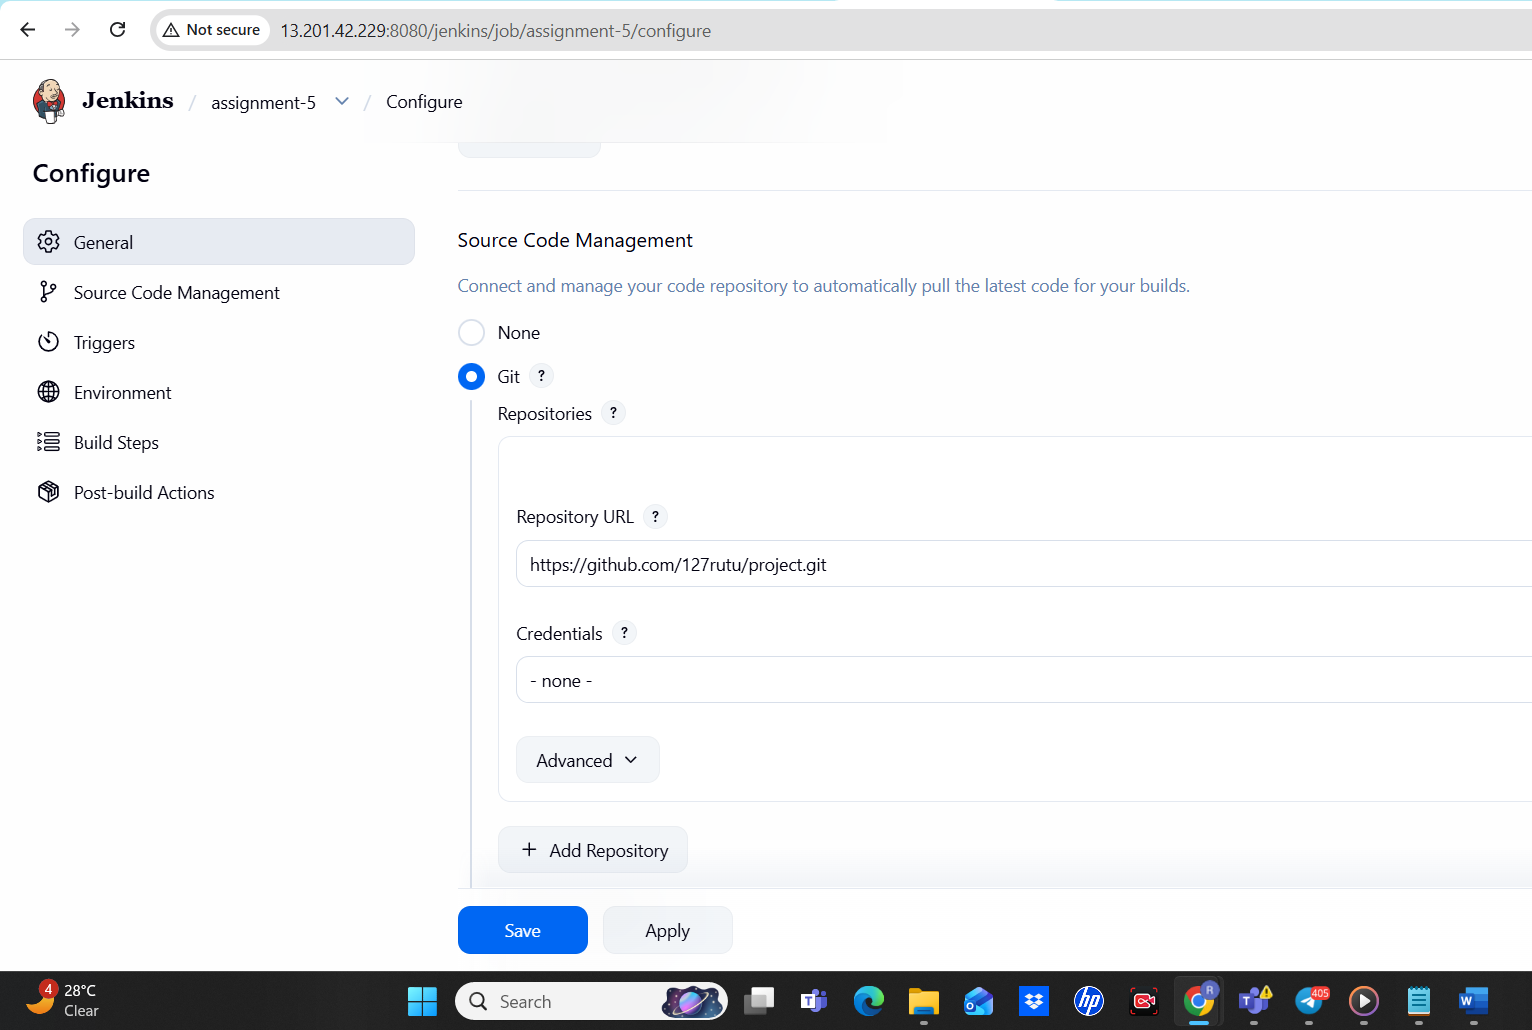 Not secure 13.201.42.229:8080/jenkins/job/assignment-5/configure
Jenkins / assignment-5 / Configure
Configure
General
Source Code Management
Triggers
Environment
Build Steps
Post-build Actions
Source Code Management
Connect and manage your code repository to automatically pull the latest code for your builds.
None
Git ?
Repositories ?
Repository URL ?
https://github.com/127rutu/project.git
Credentials ?
- none -
Advanced
+ Add Repository
Save Apply
4 28°C
Clear
Search
R
405